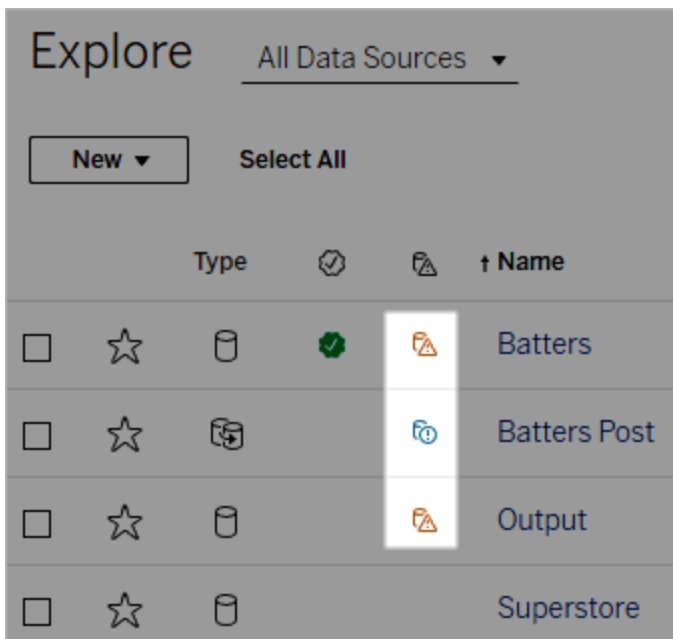 Explore All Data Sources
New Select All
Type Name
Batters
Batters Post
Output
Superstore